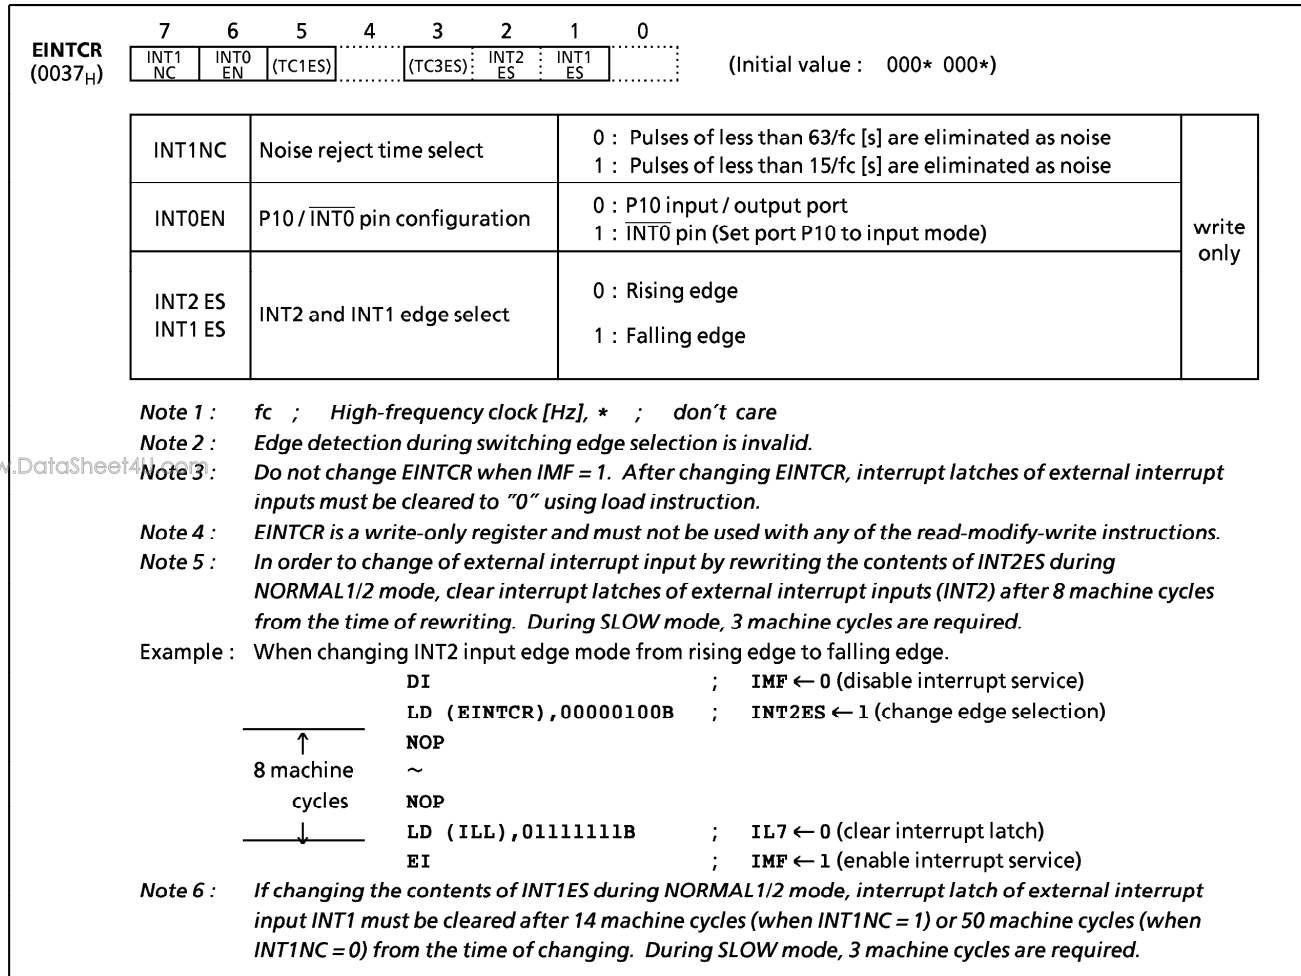 7 6 5 4 3 2 1 0
EINTCR
(0037H)
INT1 NC
INT0 EN
(TC1ES)
(TC3ES)
INT2 ES
INT1 ES
(Initial value : 000* 000*)
INT1NC
Noise reject time select
0 : Pulses of less than 63/fc [s] are eliminated as noise
1 : Pulses of less than 15/fc [s] are eliminated as noise
INT0EN
P10 / INT0 pin configuration
0 : P10 input / output port
1 : INT0 pin (Set port P10 to input mode)
INT2 ES
INT1 ES
INT2 and INT1 edge select
0 : Rising edge
1 : Falling edge
write
only
Note 1 : fc ; High-frequency clock [Hz], * ; don't care
Note 2 : Edge detection during switching edge selection is invalid.
w.DataSheet4U.com
Note 3 : Do not change EINTCR when IMF = 1. After changing EINTCR, interrupt latches of external interrupt
inputs must be cleared to "0" using load instruction.
Note 4 : EINTCR is a write-only register and must not be used with any of the read-modify-write instructions.
Note 5 : In order to change of external interrupt input by rewriting the contents of INT2ES during
NORMAL1/2 mode, clear interrupt latches of external interrupt inputs (INT2) after 8 machine cycles
from the time of rewriting. During SLOW mode, 3 machine cycles are required.
Example : When changing INT2 input edge mode from rising edge to falling edge.
DI ; IMF ← 0 (disable interrupt service)
LD (EINTCR),00000100B ; INT2ES ← 1 (change edge selection)
↑ NOP
8 machine ~
cycles NOP
↓ LD (ILL),01111111B ; IL7 ← 0 (clear interrupt latch)
EI ; IMF ← 1 (enable interrupt service)
Note 6 : If changing the contents of INT1ES during NORMAL1/2 mode, interrupt latch of external interrupt
input INT1 must be cleared after 14 machine cycles (when INT1NC = 1) or 50 machine cycles (when
INT1NC = 0) from the time of changing. During SLOW mode, 3 machine cycles are required.